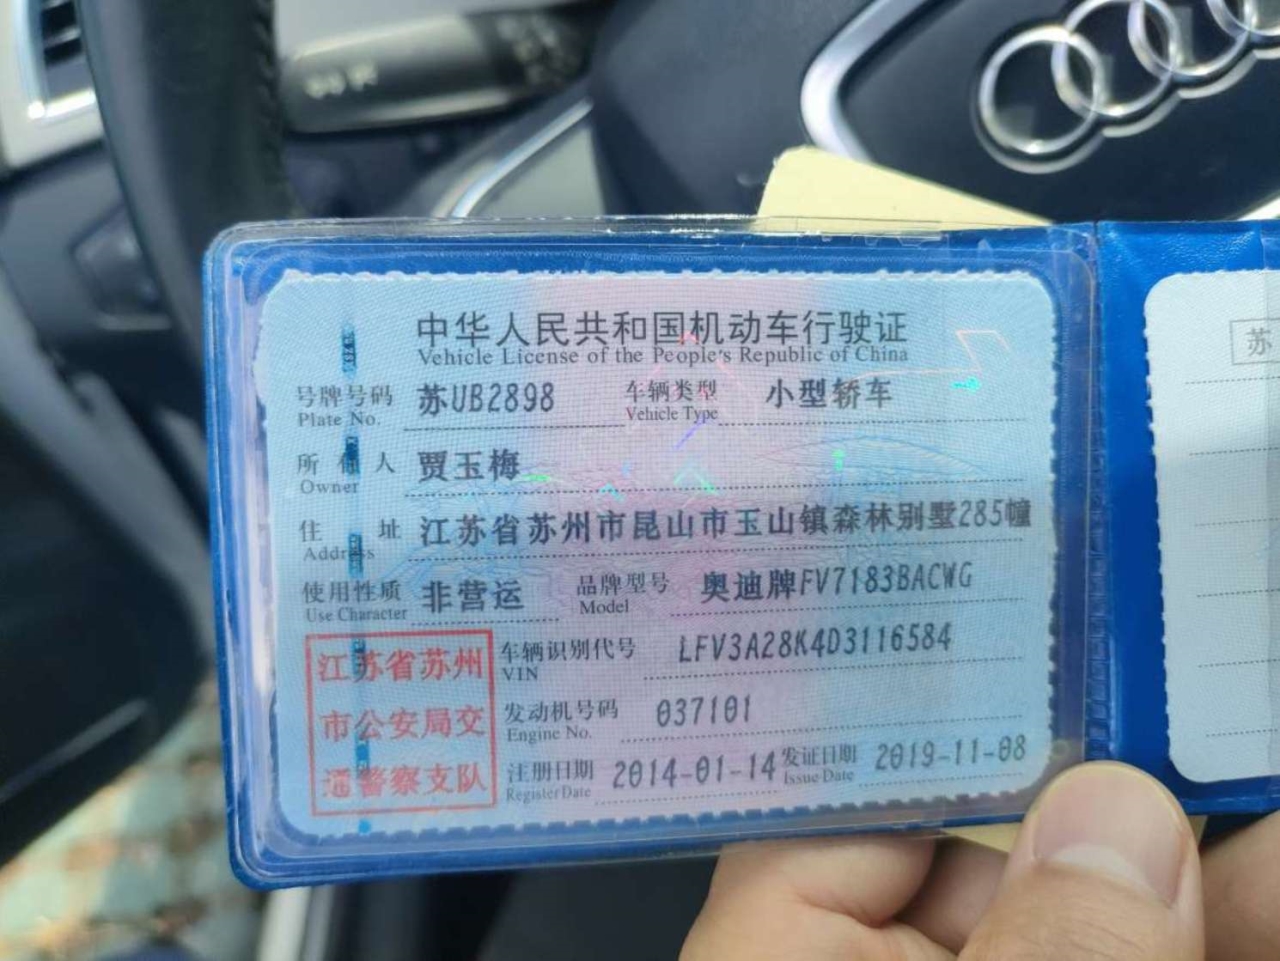 中华人民共和国机动车行驶证
Vehicle License of the People's Republic of China
号牌号码 苏UB2898 车辆类型 小型轿车
Plate No. Vehicle Type
所有人 贾玉梅
Owner
住址 江苏省苏州市昆山市玉山镇森林别墅285幢
Address
使用性质 非营运 品牌型号 奥迪牌FV7183BACWG
Use Character Model
江苏省苏州
市公安局交
通警察支队
车辆识别代号 LFV3A28K4D3116584
VIN
发动机号码 037101
Engine No.
注册日期 2014-01-14 发证日期 2019-11-08
Register Date Issue Date
苏